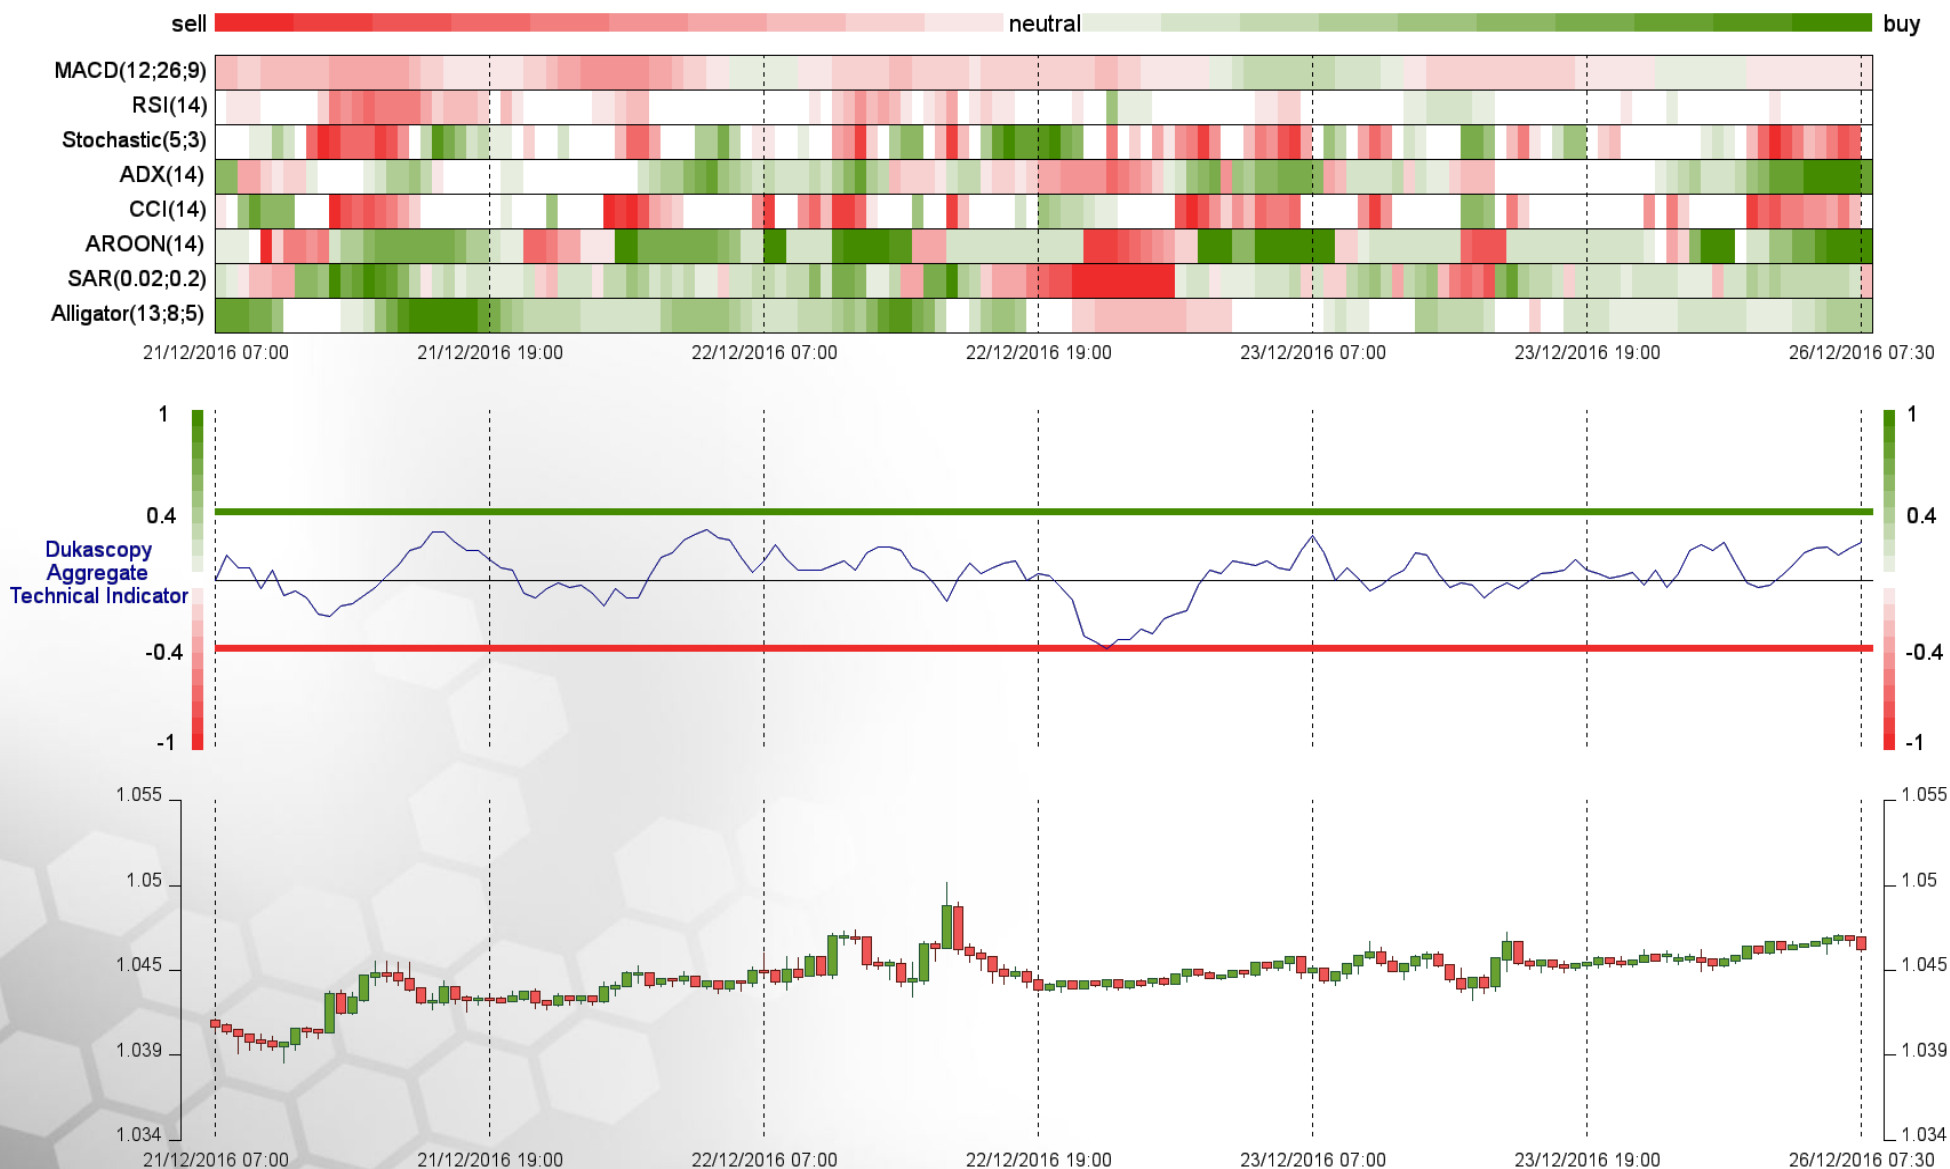 sell neutral buy
MACD(12;26;9)
RSI(14)
Stochastic(5;3)
ADX(14)
CCI(14)
AROON(14)
SAR(0.02;0.2)
Alligator(13;8;5)
21/12/2016 07:00 21/12/2016 19:00 22/12/2016 07:00 22/12/2016 19:00 23/12/2016 07:00 23/12/2016 19:00 26/12/2016 07:30
1 1
0.4 0.4
Dukascopy
Aggregate
Technical Indicator
-0.4 -0.4
-1 -1
1.055 1.055
1.05 1.05
1.045 1.045
1.039 1.039
1.034 1.034
21/12/2016 07:00 21/12/2016 19:00 22/12/2016 07:00 22/12/2016 19:00 23/12/2016 07:00 23/12/2016 19:00 26/12/2016 07:30